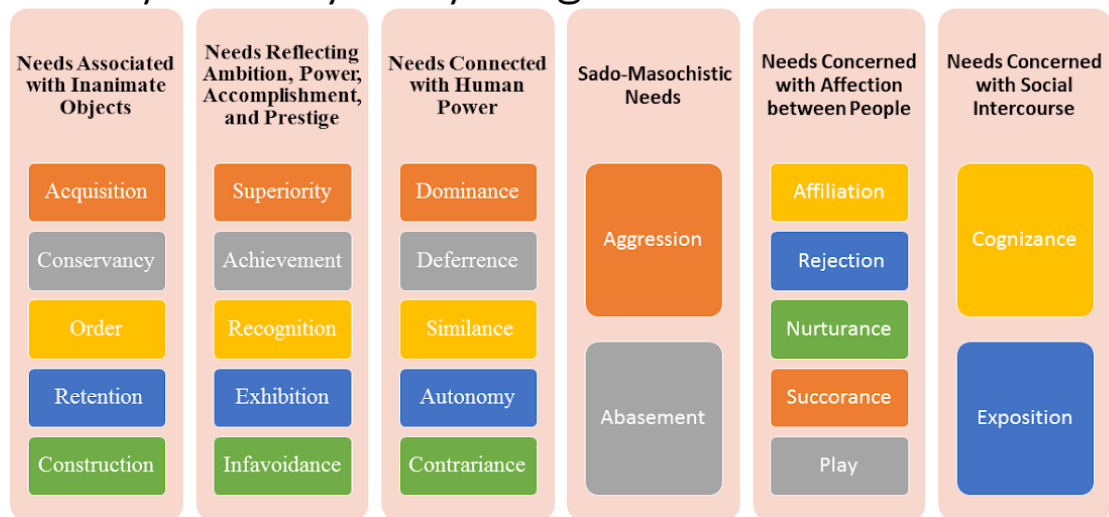 Needs Associated
with Inanimate
Objects
Acquisition
Conservancy
Order
Retention
Construction
Needs Reflecting
Ambition, Power,
Accomplishment,
and Prestige
Superiority
Achievement
Recognition
Exhibition
Infavoidance
Needs Connected
with Human
Power
Dominance
Deferrence
Similance
Autonomy
Contrariance
Sado-Masochistic
Needs
Aggression
Abasement
Needs Concerned
with Affection
between People
Affiliation
Rejection
Nurturance
Succorance
Play
Needs Concerned
with Social
Intercourse
Cognizance
Exposition